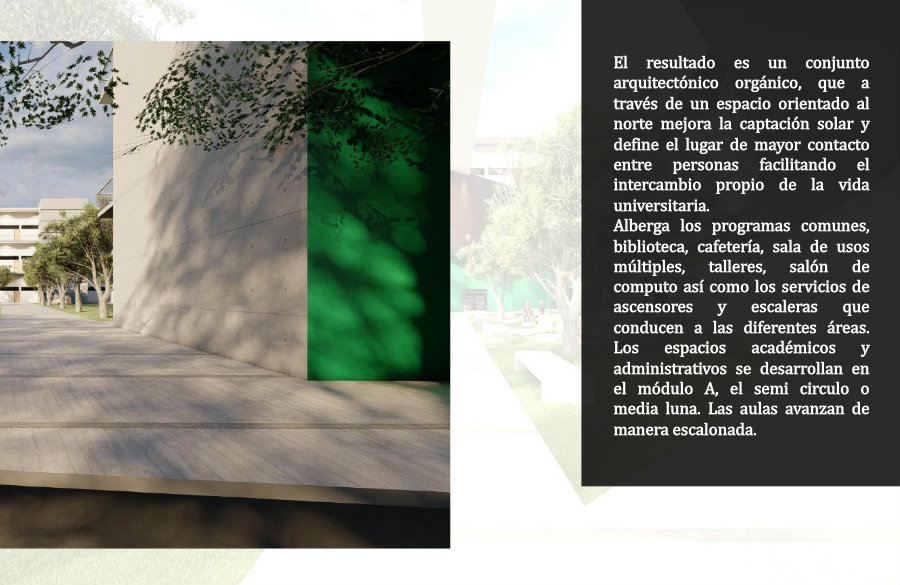 El resultado es un conjunto
arquitectónico orgánico, que a
través de un espacio orientado al
norte mejora la captación solar y
define el lugar de mayor contacto
entre personas facilitando el
intercambio propio de la vida
universitaria.
Alberga los programas comunes,
biblioteca, cafetería, sala de usos
múltiples, talleres, salón de
computo así como los servicios de
ascensores y escaleras que
conducen a las diferentes áreas.
Los espacios académicos y
administrativos se desarrollan en
el módulo A, el semi circulo o
media luna. Las aulas avanzan de
manera escalonada.